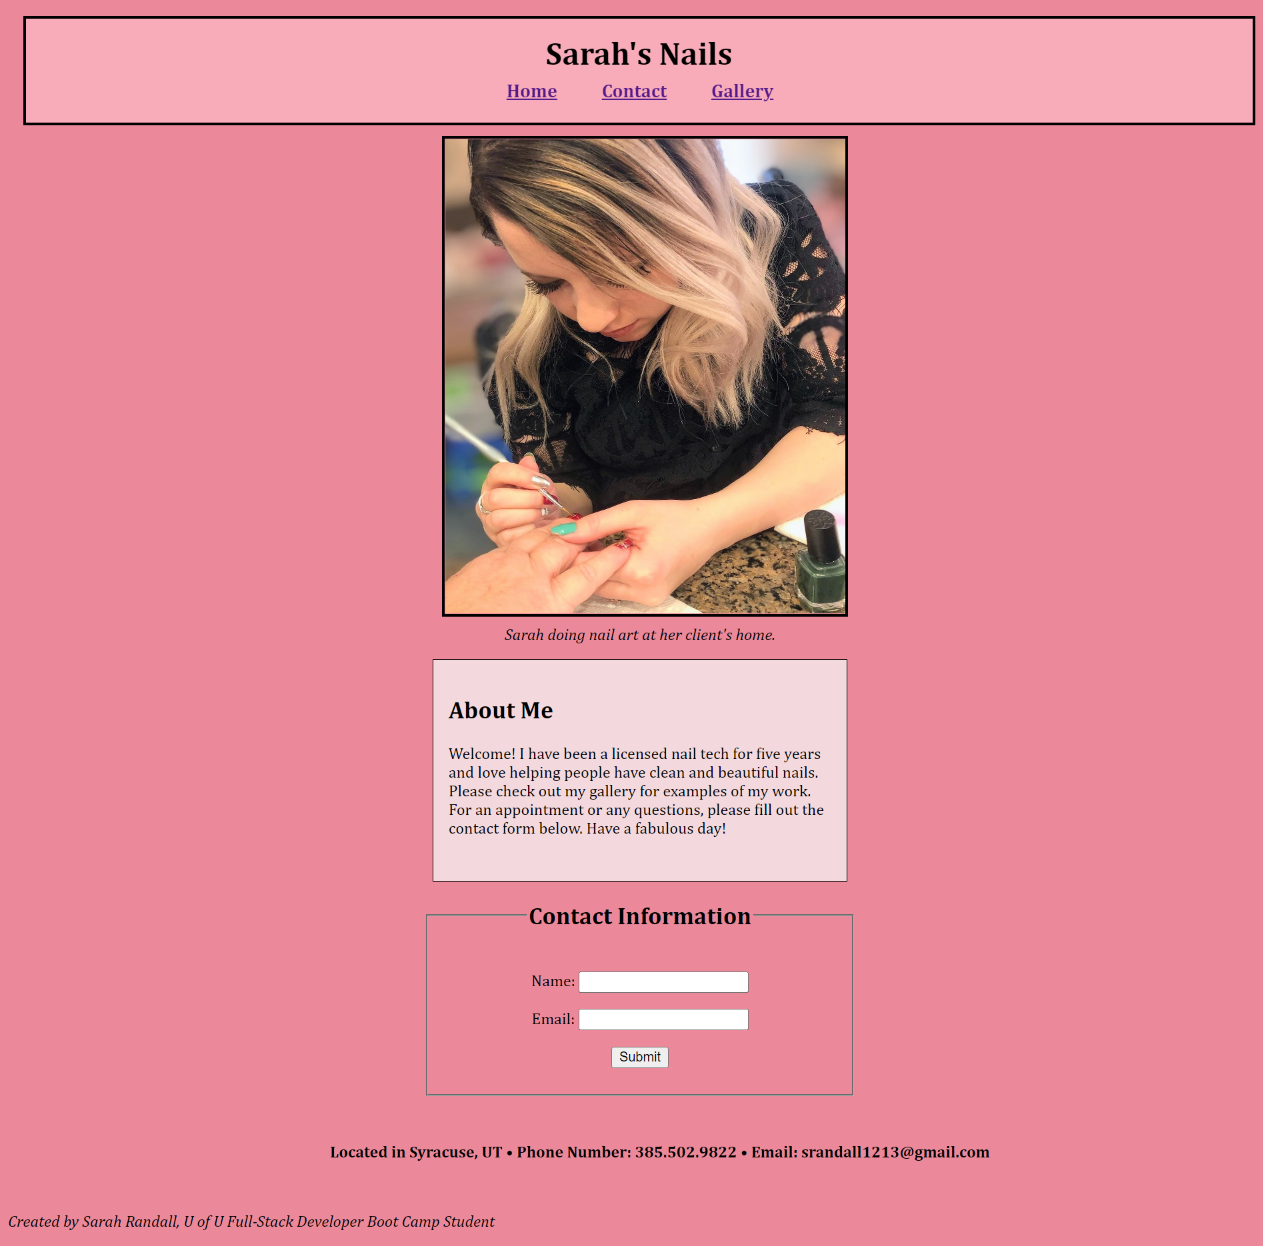 Sarah's Nails
Home Contact Gallery
Sarah doing nail art at her client's home.
About Me
Welcome! I have been a licensed nail tech for five years
and love helping people have clean and beautiful nails.
Please check out my gallery for examples of my work.
For an appointment or any questions, please fill out the
contact form below. Have a fabulous day!
Contact Information
Name:
Email:
Submit
Located in Syracuse, UT • Phone Number: 385.502.9822 • Email: srandall1213@gmail.com
Created by Sarah Randall, U of U Full-Stack Developer Boot Camp Student